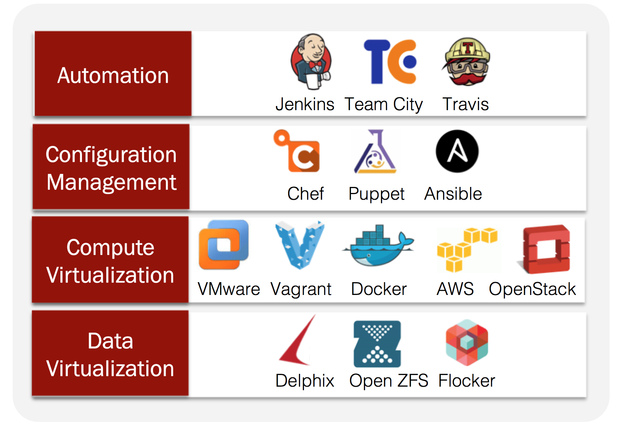 Automation
Jenkins Team City Travis
Configuration
Management
Chef Puppet Ansible
Compute
Virtualization
VMware Vagrant Docker AWS OpenStack
Data
Virtualization
Delphix Open ZFS Flocker